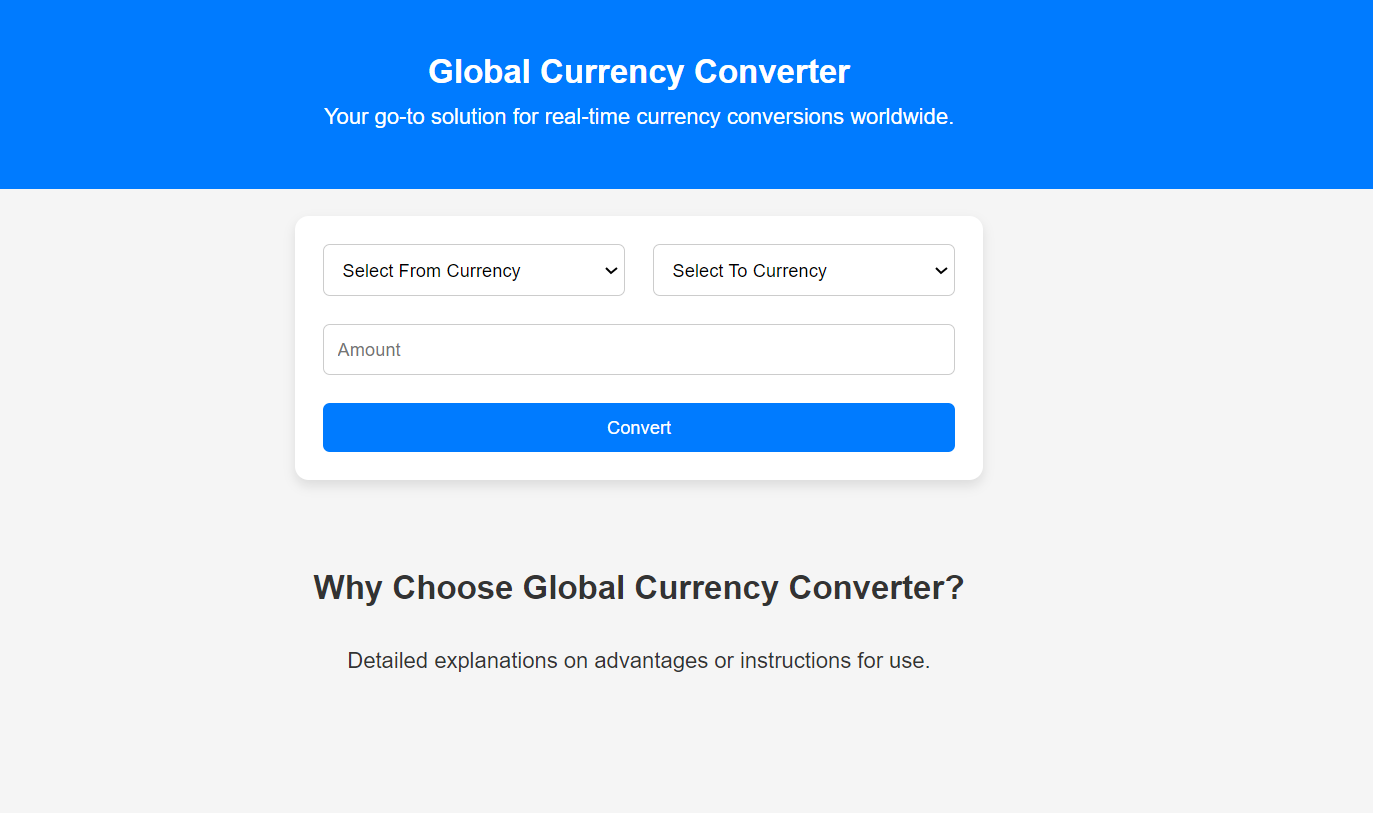 Global Currency Converter
Your go-to solution for real-time currency conversions worldwide.
Select From Currency
Select To Currency
Amount
Convert
Why Choose Global Currency Converter?
Detailed explanations on advantages or instructions for use.